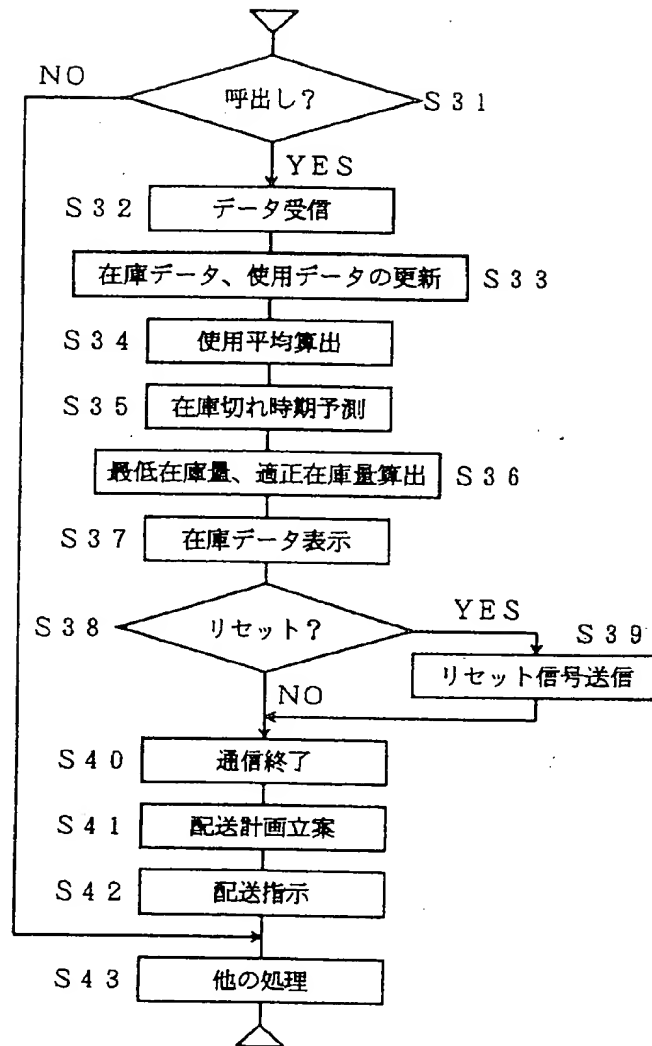 NO
呼出し？
S31
YES
S32
データ受信
在庫データ、使用データの更新
S33
S34
使用平均算出
S35
在庫切れ時期予測
最低在庫量、適正在庫量算出
S36
S37
在庫データ表示
S38
リセット？
YES
S39
リセット信号送信
NO
S40
通信終了
S41
配送計画立案
S42
配送指示
S43
他の処理